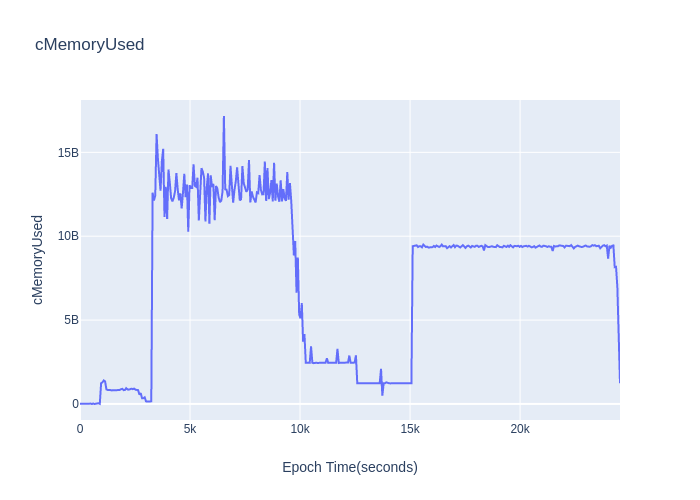 cMemoryUsed
15B
10B
5B
0
cMemoryUsed
0
5k
10k
15k
20k
Epoch Time(seconds)